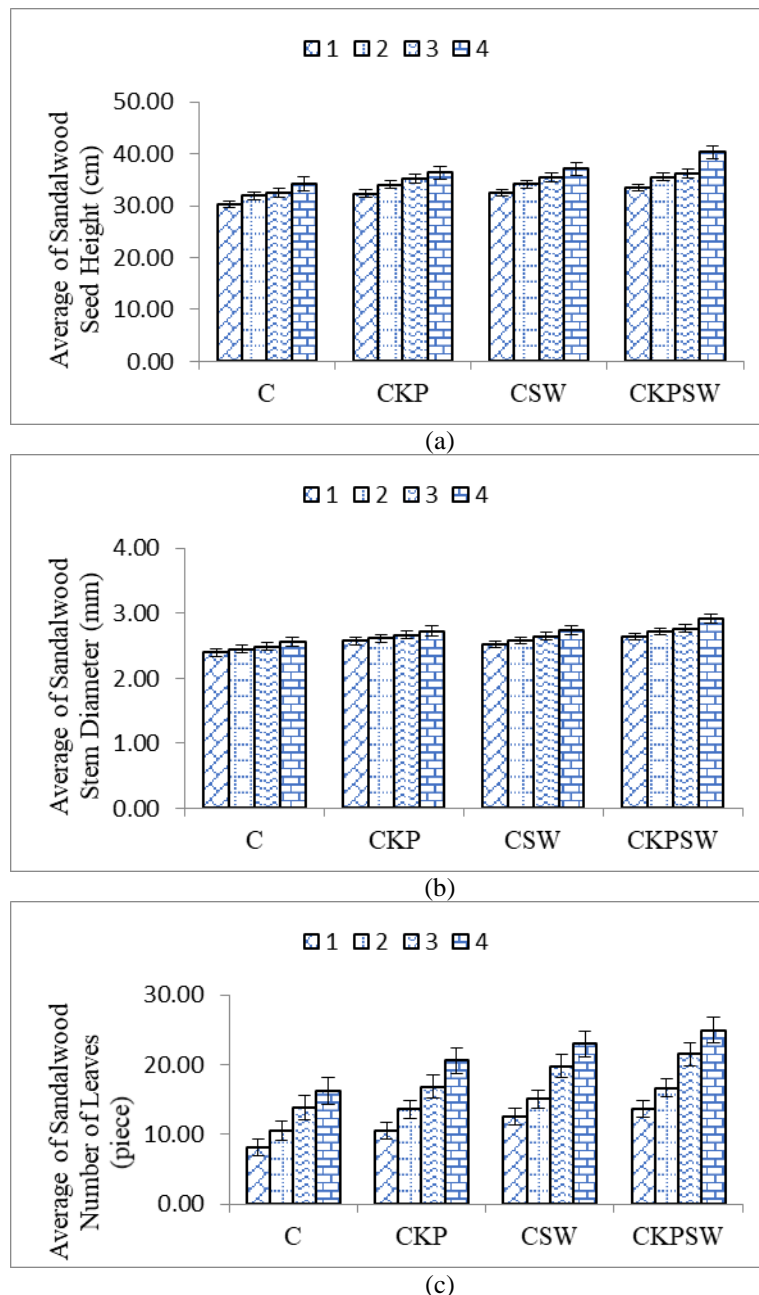 1 2 3 4
Average of Sandalwood
Seed Height (cm)
50.00
40.00
30.00
20.00
10.00
0.00
C CKP CSW CKPSW
(a)
1 2 3 4
Average of Sandalwood
Stem Diameter (mm)
4.00
3.00
2.00
1.00
0.00
C CKP CSW CKPSW
(b)
1 2 3 4
Average of Sandalwood
Number of Leaves
(piece)
30.00
20.00
10.00
0.00
C CKP CSW CKPSW
(c)